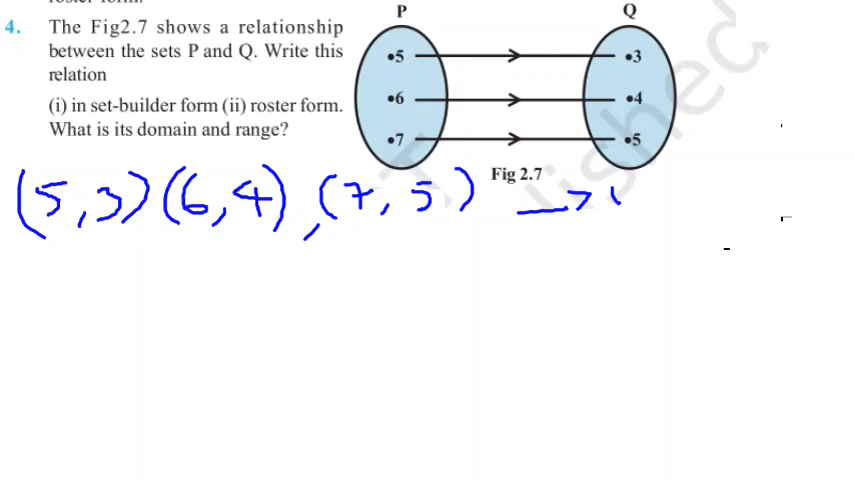 P Q
4. The Fig2.7 shows a relationship
between the sets P and Q. Write this
relation
(i) in set-builder form (ii) roster form.
What is its domain and range?
•5 •3
•6 •4
•7 •5
Fig 2.7
(5,3)(6,4),(7,5) →